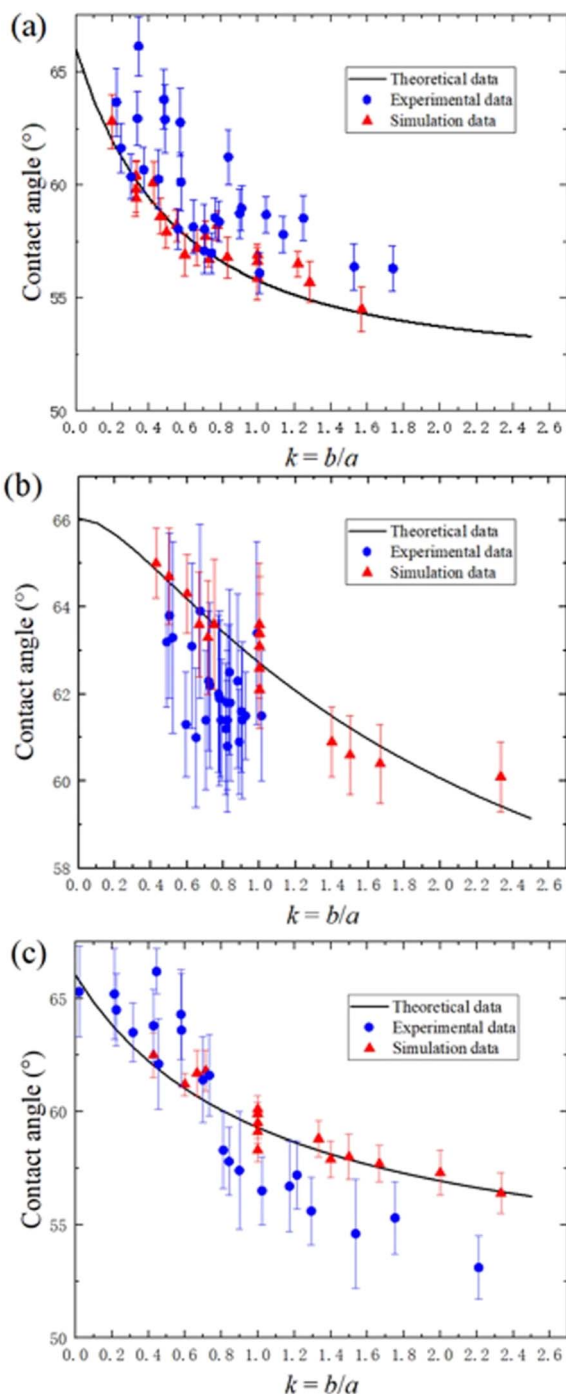 (a)
65
60
55
50
Contact angle (°)
Theoretical data
Experimental data
Simulation data
0.0 0.2 0.4 0.6 0.8 1.0 1.2 1.4 1.6 1.8 2.0 2.2 2.4 2.6
k = b/a
(b)
66
64
62
60
58
Contact angle (°)
Theoretical data
Experimental data
Simulation data
0.0 0.2 0.4 0.6 0.8 1.0 1.2 1.4 1.6 1.8 2.0 2.2 2.4 2.6
k = b/a
(c)
65
60
55
50
Contact angle (°)
Theoretical data
Experimental data
Simulation data
0.0 0.2 0.4 0.6 0.8 1.0 1.2 1.4 1.6 1.8 2.0 2.2 2.4 2.6
k = b/a